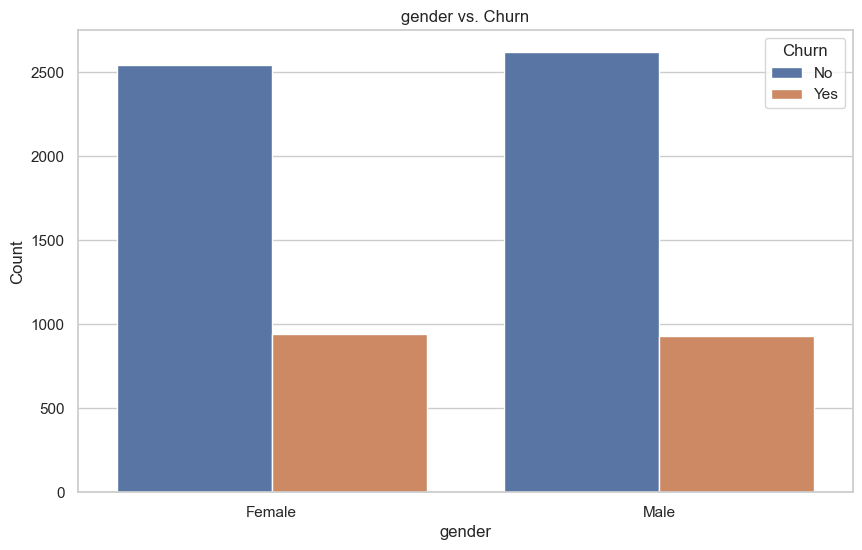 gender vs. Churn
Churn
No
Yes
Count
2500
2000
1500
1000
500
0
Female
Male
gender